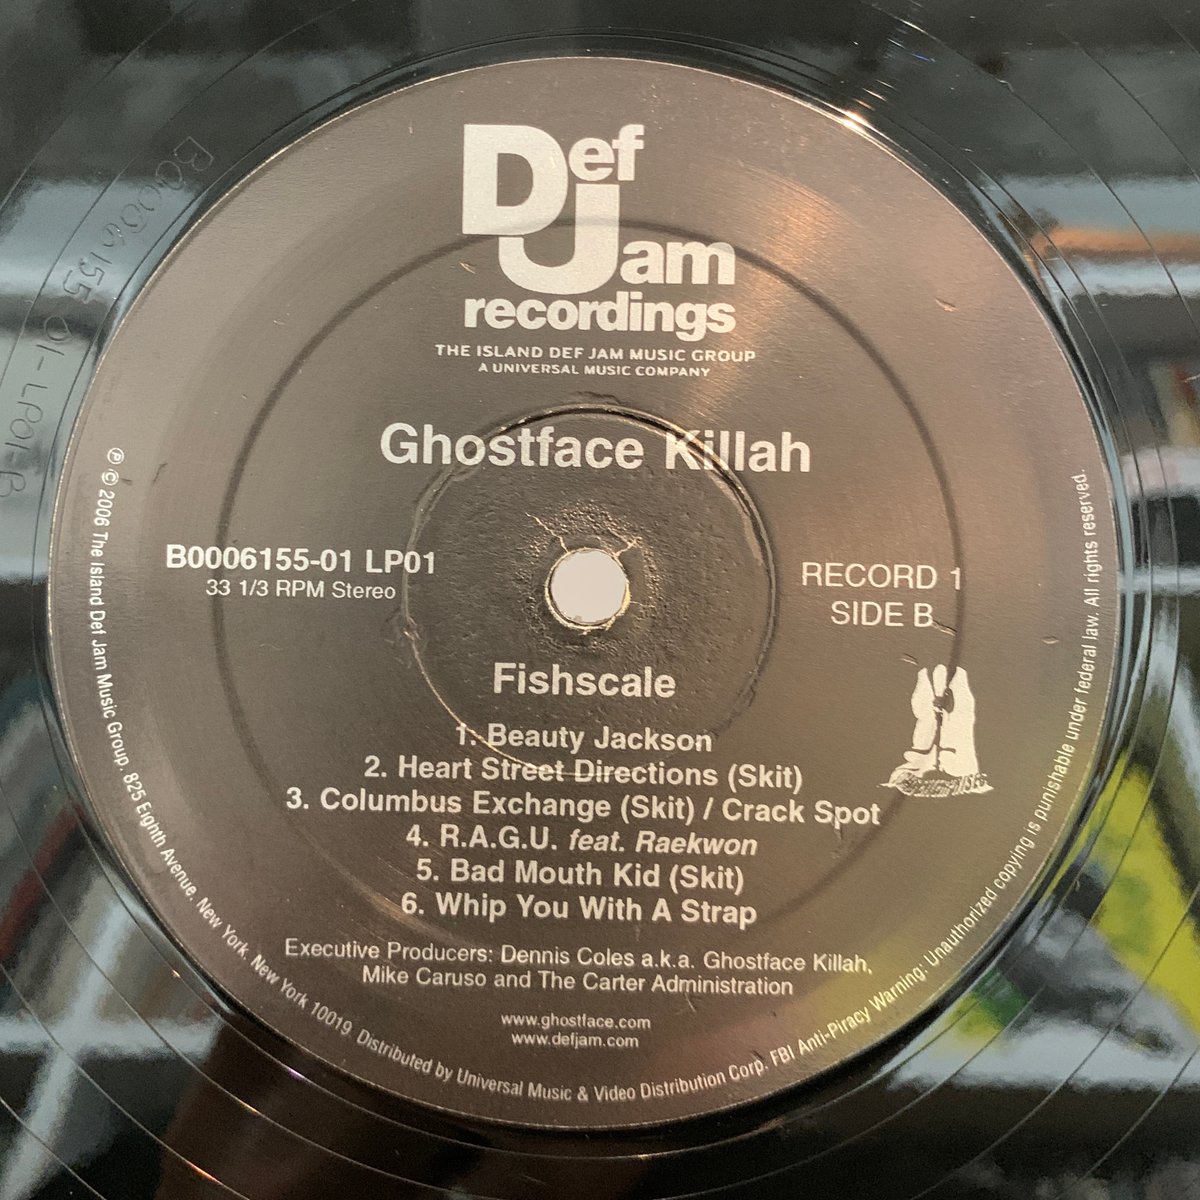 Def
Jam
recordings
THE ISLAND DEF JAM MUSIC GROUP
A UNIVERSAL MUSIC COMPANY
Ghostface Killah
B0006155-01 LP01
33 1/3 RPM Stereo
RECORD 1
SIDE B
Fishscale
1. Beauty Jackson
2. Heart Street Directions (Skit)
3. Columbus Exchange (Skit) / Crack Spot
4. R.A.G.U. feat. Raekwon
5. Bad Mouth Kid (Skit)
6. Whip You With A Strap
Executive Producers: Dennis Coles a.k.a. Ghostface Killah,
Mike Caruso and The Carter Administration
www.ghostface.com
www.defjam.com
℗ © 2006 The Island Def Jam Music Group. 825 Eighth Avenue. New York. New York 10019. Distributed by Universal Music & Video Distribution Corp. FBI Anti-Piracy Warning: Unauthorized copying is punishable under federal law. All rights reserved.
B0006155 01-LP01-B